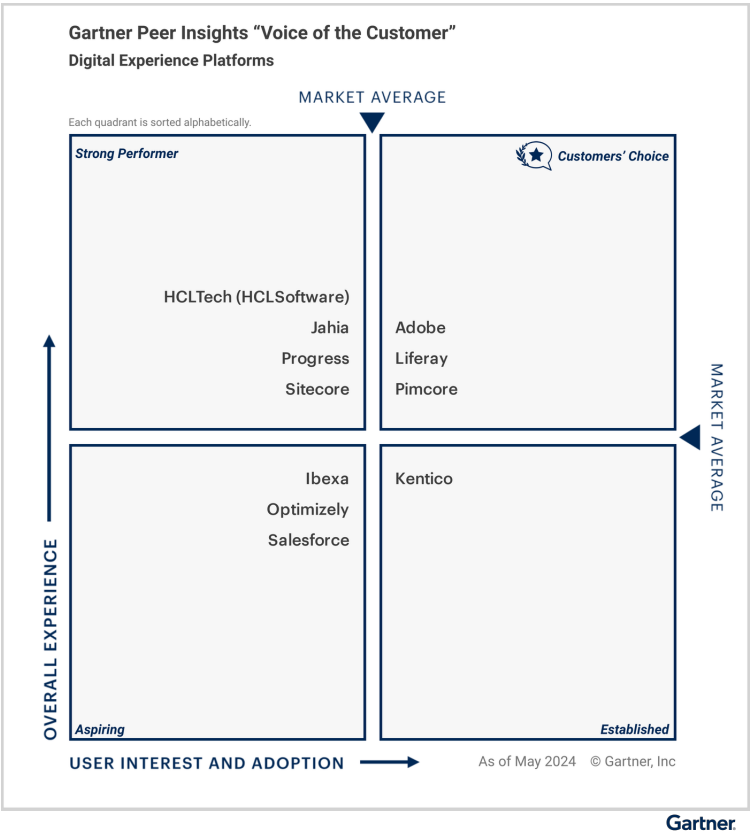 Gartner Peer Insights “Voice of the Customer”
Digital Experience Platforms
MARKET AVERAGE
Each quadrant is sorted alphabetically.
Strong Performer
Customers’ Choice
HCLTech (HCLSoftware)
Jahia
Progress
Sitecore
Adobe
Liferay
Pimcore
MARKET AVERAGE
Ibexa
Optimizely
Salesforce
Kentico
OVERALL EXPERIENCE
Aspiring
Established
USER INTEREST AND ADOPTION
As of May 2024 © Gartner, Inc
Gartner